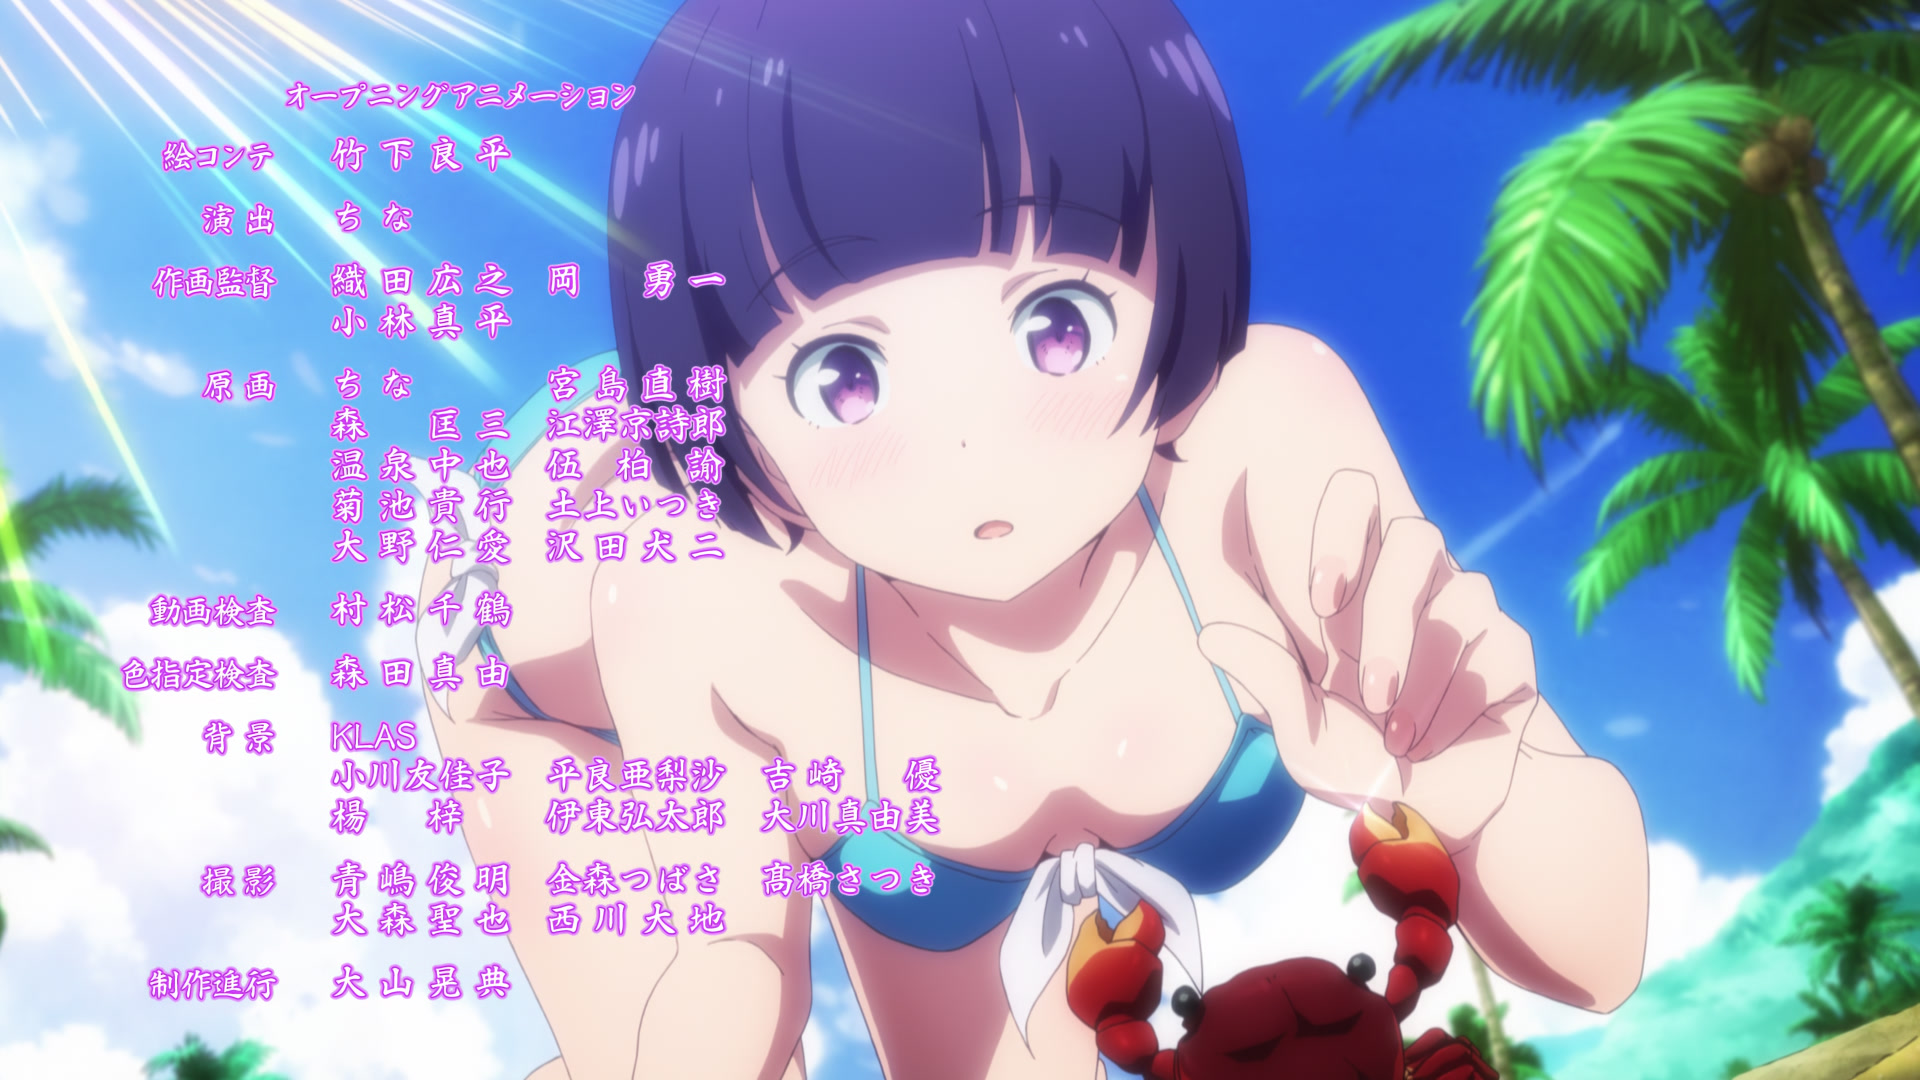 オープニングアニメーション
絵コンテ 竹下良平
演出 ちな
作画監督 織田広之 岡 勇一
小林真平
原画 ちな 宮島直樹
森 匡三 江澤京詩郎
温泉中也 伍柏諭
菊池貴行 土上いつき
大野仁愛 沢田犬二
動画検査 村松千鶴
色指定検査 森田真由
背景 KLAS
小川友佳子 平良亜梨沙 吉崎 優
楊 梓 伊東弘太郎 大川真由美
撮影 青嶋俊明 金森つばさ 髙橋さつき
大森聖也 西川大地
制作進行 大山晃典